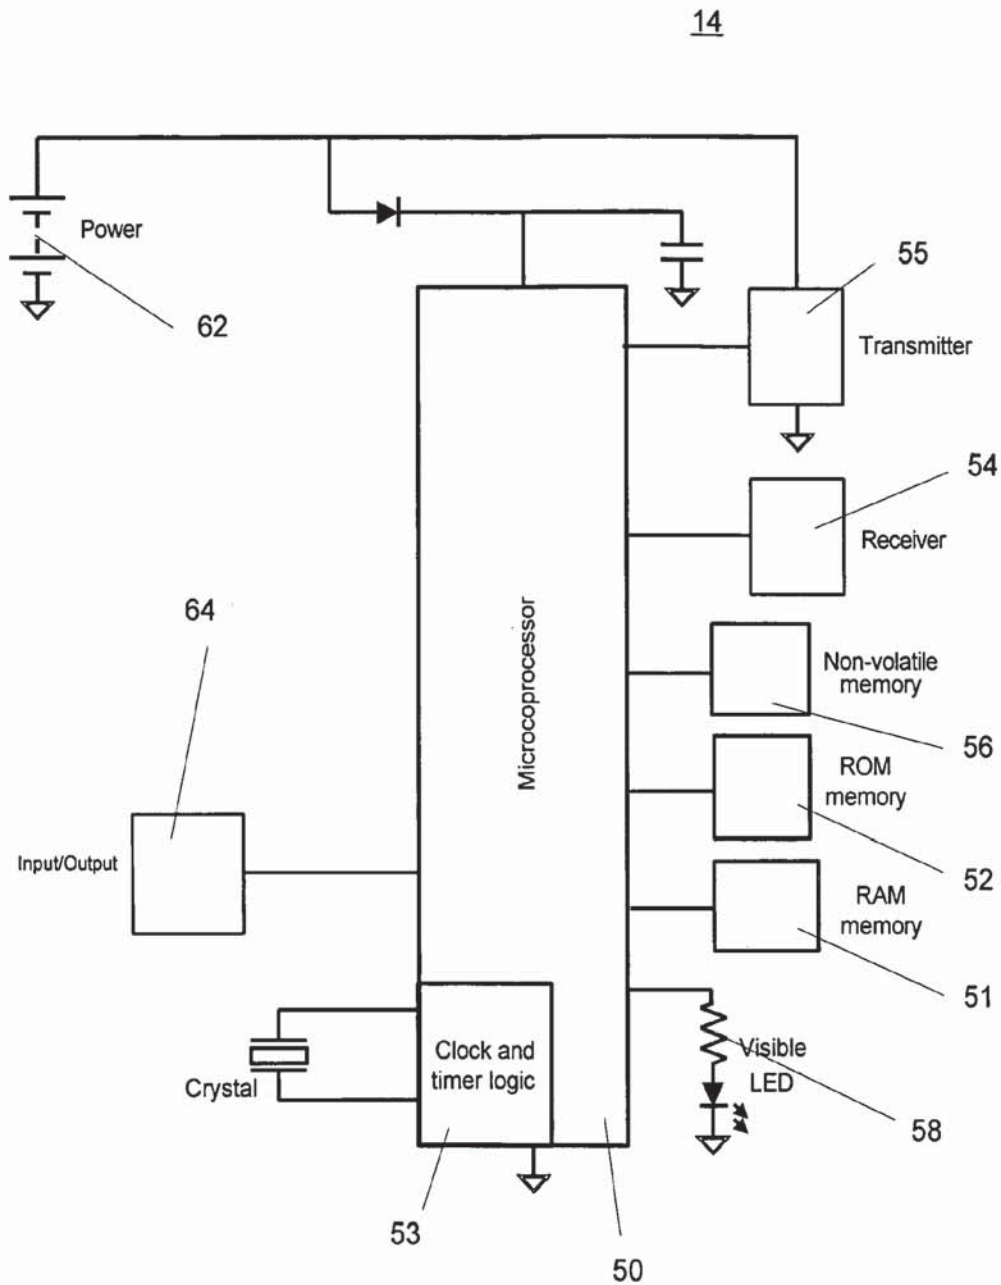 14
Power
62
55
Transmitter
54
Receiver
64
Microcoprocessor
Non-volatile
memory
56
ROM
memory
Input/Output
52
RAM
memory
51
Clock and
timer logic
Crystal
Visible
LED
58
53
50